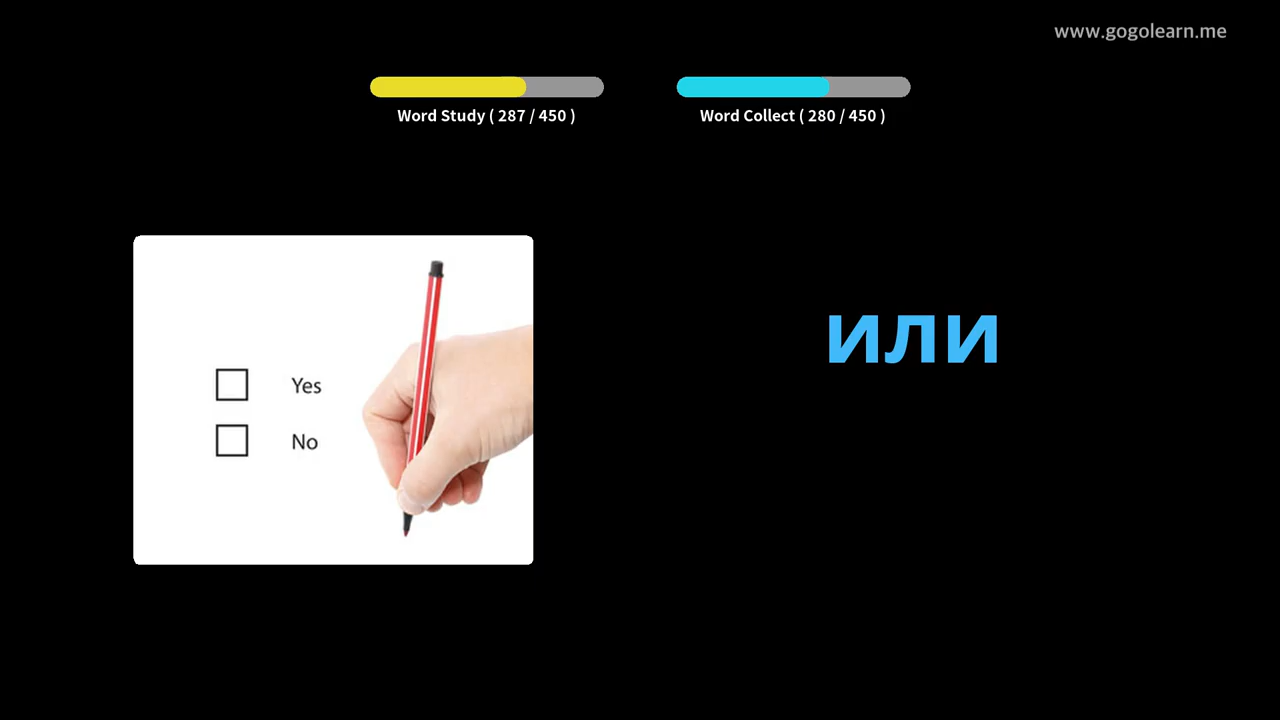 www.gogolearn.me
Word Study ( 287 / 450 )
Word Collect ( 280 / 450 )
Yes
No
или